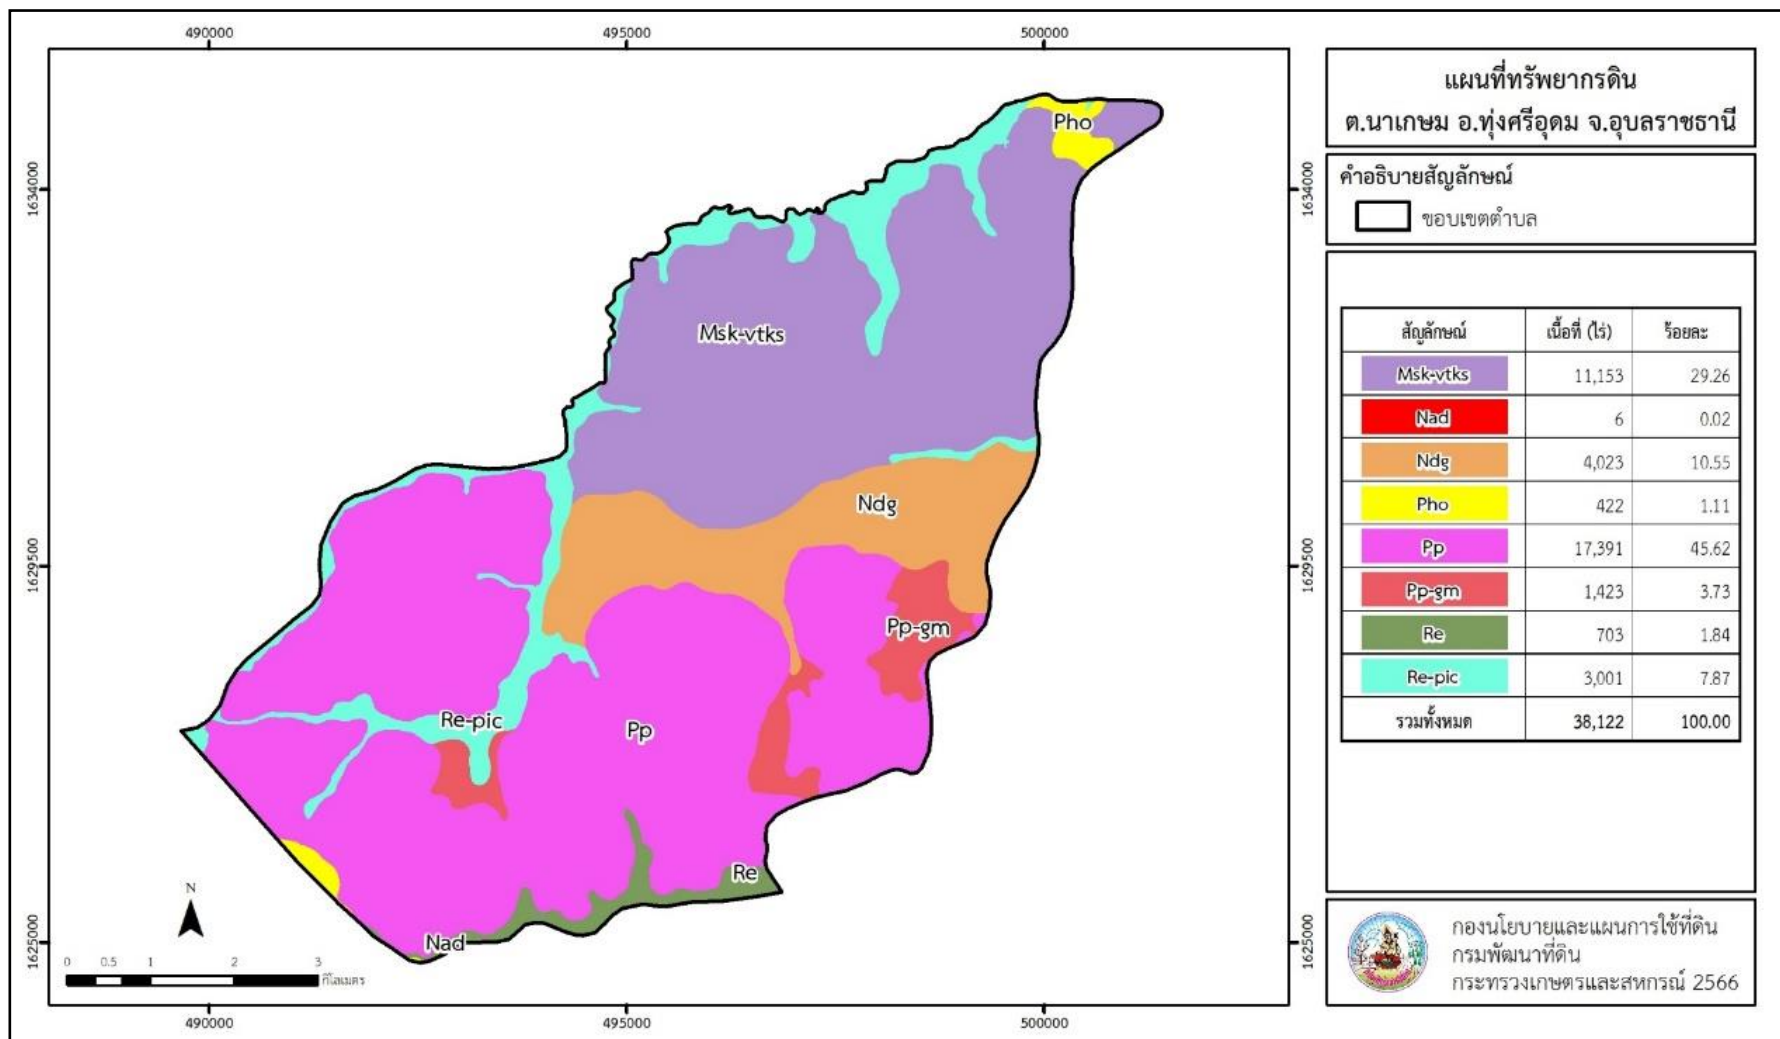 490000
495000
500000
แผนที่ทรัพยากรดิน
ต.นาเกษม อ.ทุ่งศรีอุดม จ.อุบลราชธานี
คำอธิบายสัญลักษณ์
ขอบเขตตำบล
สัญลักษณ์ เนื้อที่ (ไร่) ร้อยละ
Msk-vtks 11,153 29.26
Nad 6 0.02
Ndg 4,023 10.55
Pho 422 1.11
Pp 17,391 45.62
Pp-gm 1,423 3.73
Re 703 1.84
Re-pic 3,001 7.87
รวมทั้งหมด 38,122 100.00
กองนโยบายและแผนการใช้ที่ดิน
กรมพัฒนาที่ดิน
กระทรวงเกษตรและสหกรณ์ 2566
1634000
1634000
1629500
1629500
1625000
1625000
Pho
Msk-vtks
Ndg
Pp-gm
Re-pic
Pp
Re
Nad
N
0 0.5 1 2 3
กิโลเมตร
490000
495000
500000